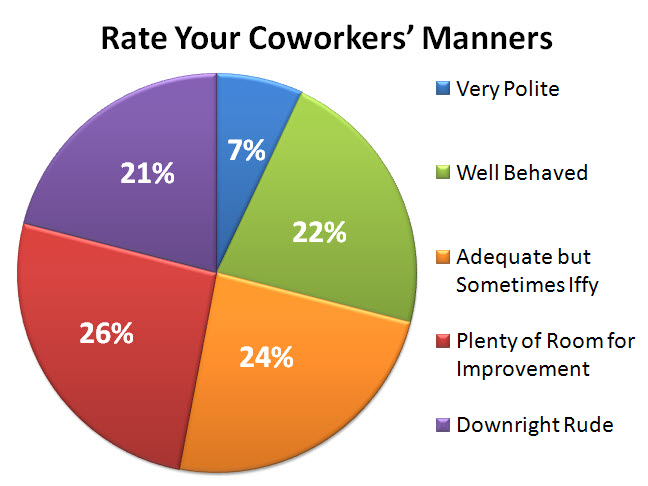 Rate Your Coworkers’ Manners
7%
22%
24%
26%
21%
Very Polite
Well Behaved
Adequate but
Sometimes Iffy
Plenty of Room for
Improvement
Downright Rude